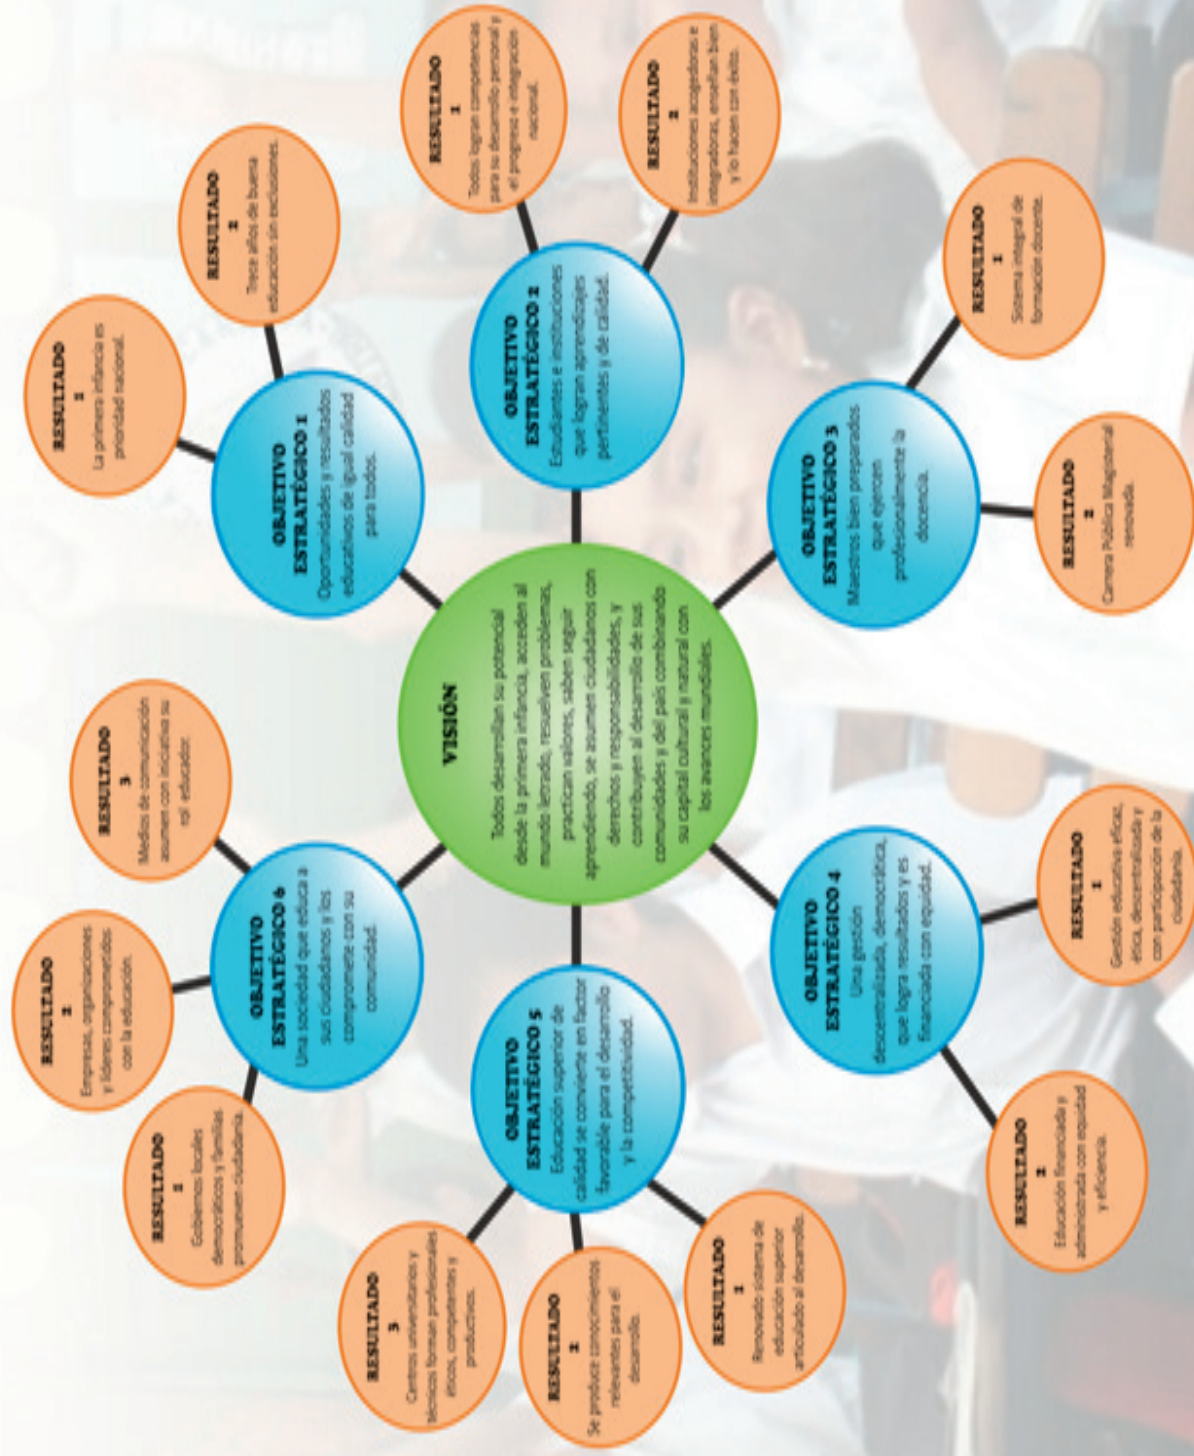 VISIÓN
Todos desarrollan su potencial
desde la primera infancia, acceden al
mundo letrado, resuelven problemas,
practican valores, saben seguir
aprendiendo, se asumen ciudadanos con
derechos y responsabilidades, y
contribuyen al desarrollo de sus
comunidades y del país combinando
su capital cultural y natural con
los avances mundiales.
OBJETIVO
ESTRATÉGICO 1
Oportunidades y resultados
educativos de igual calidad
para todos.
RESULTADO
1
La primera infancia es
prioridad nacional.
RESULTADO
2
Trece años de buena
educación sin exclusiones.
OBJETIVO
ESTRATÉGICO 2
Estudiantes e instituciones
que logran aprendizajes
pertinentes y de calidad.
RESULTADO
1
Todos logran competencias
para su desarrollo personal y
el progreso e integración
nacional.
RESULTADO
2
Instituciones acogedoras e
integradoras, enseñan bien
y lo hacen con éxito.
OBJETIVO
ESTRATÉGICO 3
Maestros bien preparados
que ejercen
profesionalmente la
docencia.
RESULTADO
1
Sistema integral de
formación docente.
RESULTADO
2
Carrera Pública Magisterial
renovada.
OBJETIVO
ESTRATÉGICO 4
Una gestión
descentralizada, democrática,
que logra resultados y es
financiada con equidad.
RESULTADO
1
Gestión educativa eficaz,
ética, descentralizada y
con participación de la
ciudadanía.
RESULTADO
2
Educación financiada y
administrada con equidad
y eficiencia.
OBJETIVO
ESTRATÉGICO 5
Educación superior de
calidad se convierte en factor
favorable para el desarrollo
y la competitividad.
RESULTADO
1
Renovado sistema de
educación superior
articulado al desarrollo.
RESULTADO
2
Se produce conocimientos
relevantes para el
desarrollo.
RESULTADO
3
Centros universitarios y
técnicos forman profesionales
éticos, competentes y
productivos.
OBJETIVO
ESTRATÉGICO 6
Una sociedad que educa a
sus ciudadanos y los
compromete con su
comunidad.
RESULTADO
1
Gobiernos locales
democráticos y familias
promueven ciudadanía.
RESULTADO
2
Empresas, organizaciones
y líderes comprometidos
con la educación.
RESULTADO
3
Medios de comunicación
asumen con iniciativa su
rol educador.